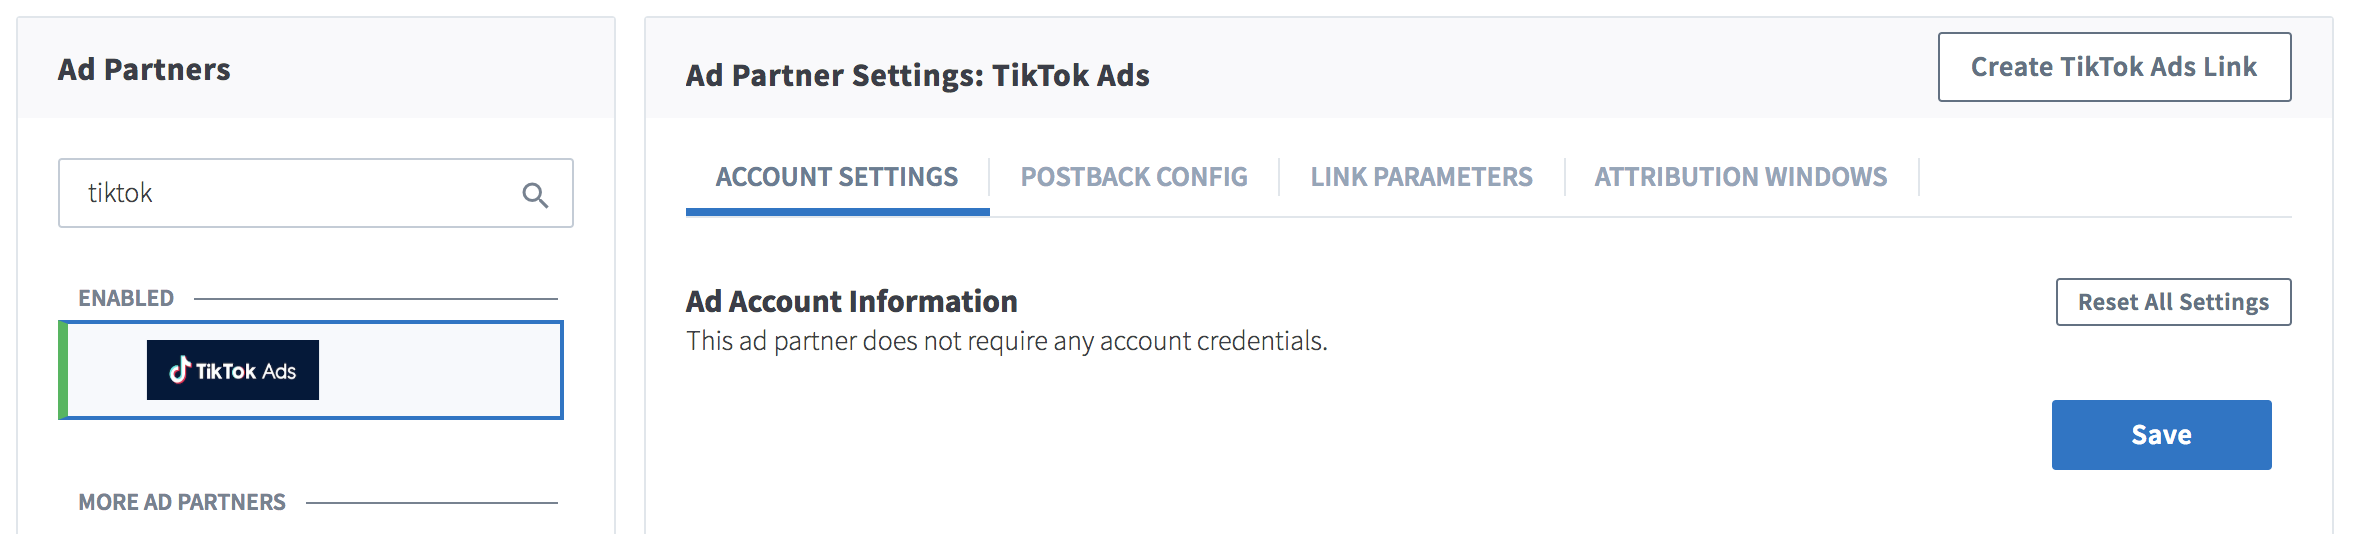 Ad Partners
tiktok
ENABLED
TikTok Ads
MORE AD PARTNERS
Ad Partner Settings: TikTok Ads
Create TikTok Ads Link
ACCOUNT SETTINGS
POSTBACK CONFIG
LINK PARAMETERS
ATTRIBUTION WINDOWS
Ad Account Information
Reset All Settings
This ad partner does not require any account credentials.
Save